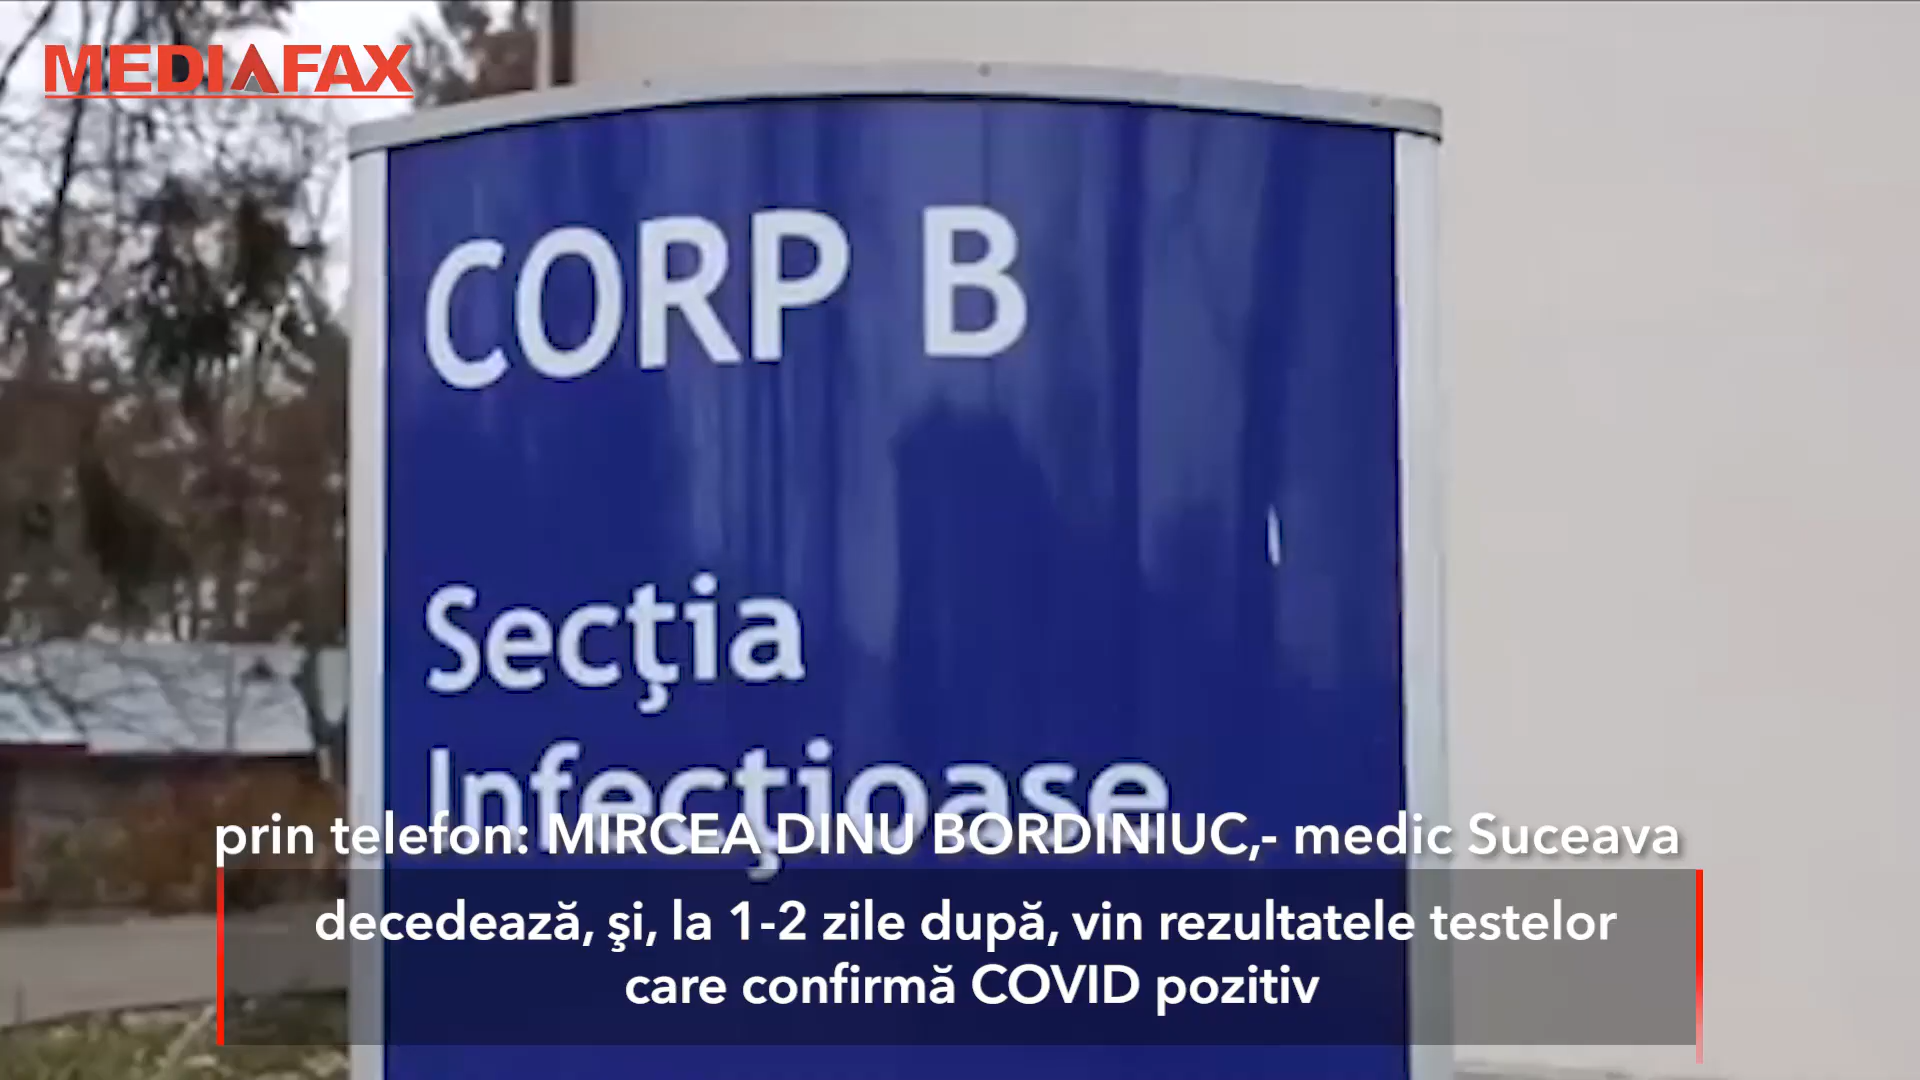 MEDIAFAX
CORP B
Secţia
Infecţioase
prin telefon: MIRCEA DINU BORDINIUC,- medic Suceava
decedează, şi, la 1-2 zile după, vin rezultatele testelor
care confirmă COVID pozitiv